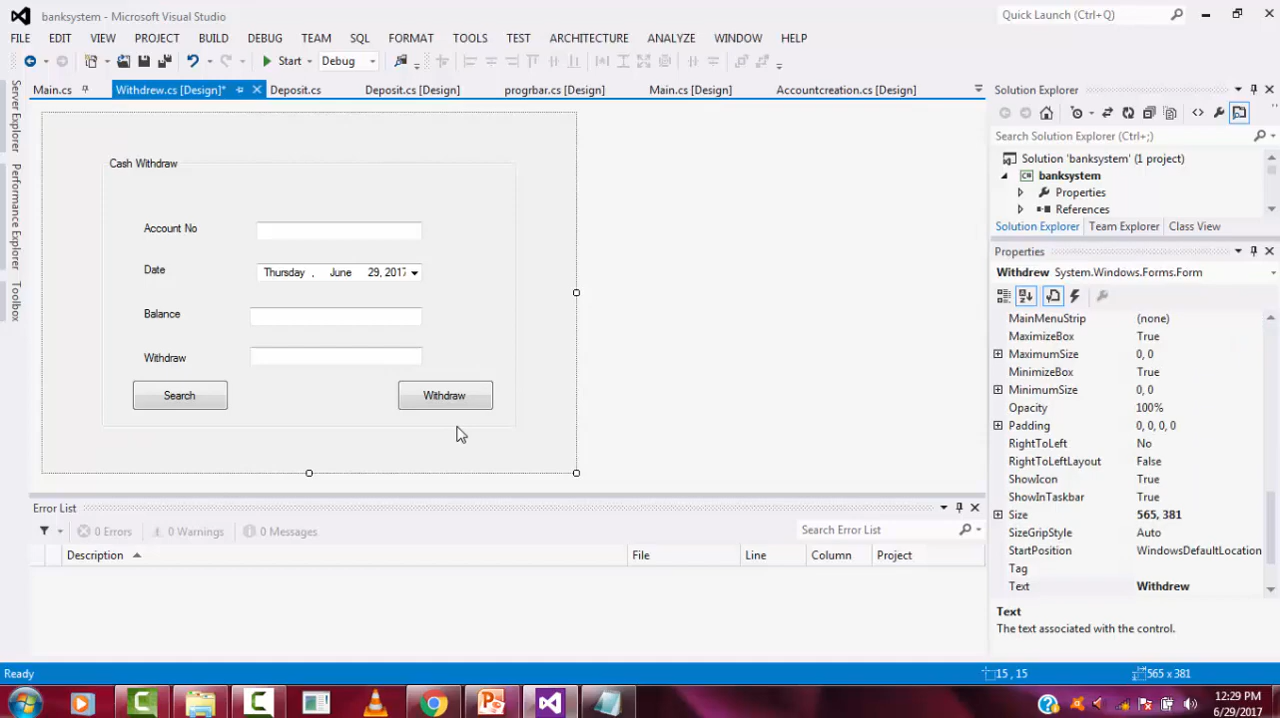 banksystem - Microsoft Visual Studio
Quick Launch (Ctrl+Q)
FILE EDIT VIEW PROJECT BUILD DEBUG TEAM SQL FORMAT TOOLS TEST ARCHITECTURE ANALYZE WINDOW HELP
Start Debug
Main.cs Withdrew.cs [Design]* Deposit.cs Deposit.cs [Design] progrbar.cs [Design] Main.cs [Design] Accountcreation.cs [Design]
Server Explorer
Performance Explorer
Toolbox
Cash Withdraw
Account No
Date
Thursday , June 29, 2017
Balance
Withdraw
Search
Withdraw
Error List
0 Errors 0 Warnings 0 Messages
Search Error List
Description File Line Column Project
Solution Explorer
Search Solution Explorer (Ctrl+;)
Solution 'banksystem' (1 project)
banksystem
Properties
References
Solution Explorer Team Explorer Class View
Properties
Withdrew System.Windows.Forms.Form
MainMenuStrip (none)
MaximizeBox True
MaximumSize 0, 0
MinimizeBox True
MinimumSize 0, 0
Opacity 100%
Padding 0, 0, 0, 0
RightToLeft No
RightToLeftLayout False
ShowIcon True
ShowInTaskbar True
Size 565, 381
SizeGripStyle Auto
StartPosition WindowsDefaultLocation
Tag
Text Withdrew
Text
The text associated with the control.
Ready
15 , 15
565 x 381
12:29 PM
6/29/2017